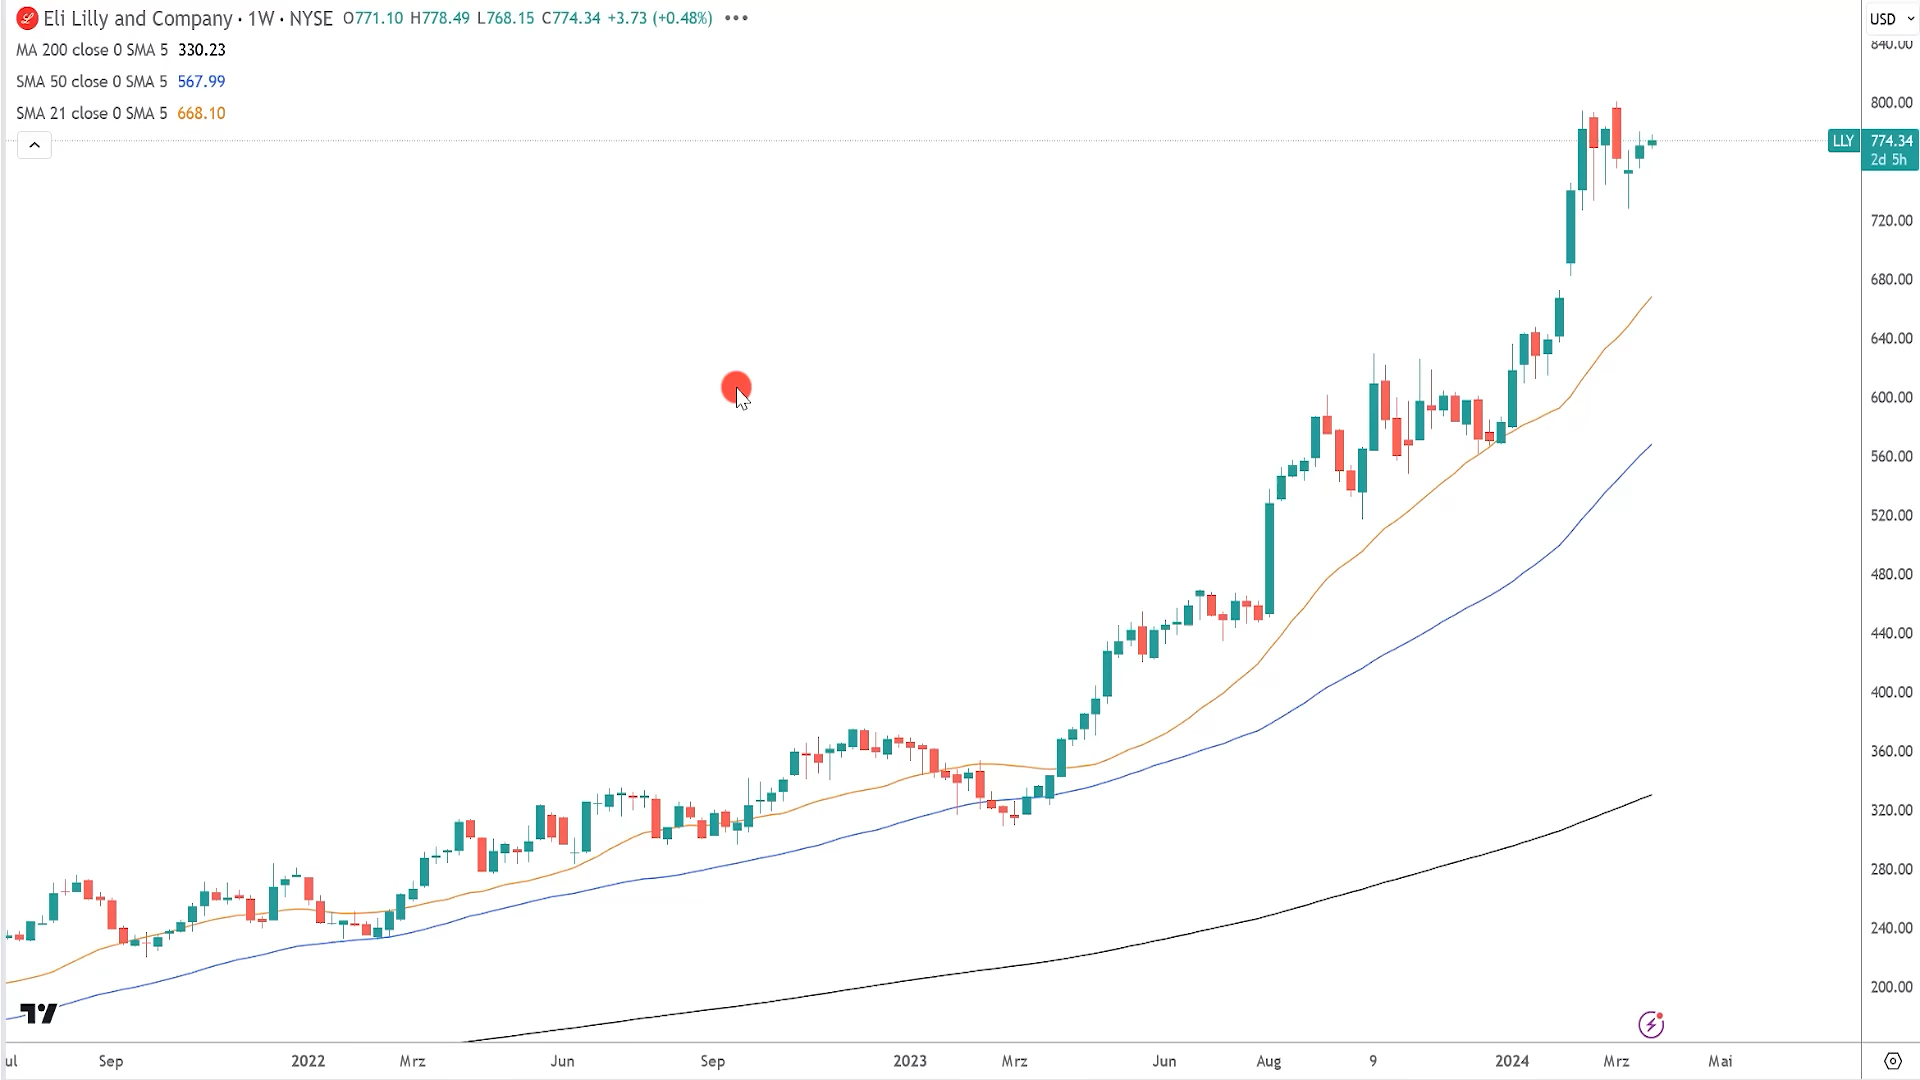 Eli Lilly and Company · 1W · NYSE O771.10 H778.49 L768.15 C774.34 +3.73 (+0.48%)
MA 200 close 0 SMA 5 330.23
SMA 50 close 0 SMA 5 567.99
SMA 21 close 0 SMA 5 668.10
USD
840.00
800.00
LLY 774.34
2d 5h
720.00
680.00
640.00
600.00
560.00
520.00
480.00
440.00
400.00
360.00
320.00
280.00
240.00
200.00
ul Sep 2022 Mrz Jun Sep 2023 Mrz Jun Aug 9 2024 Mrz Mai